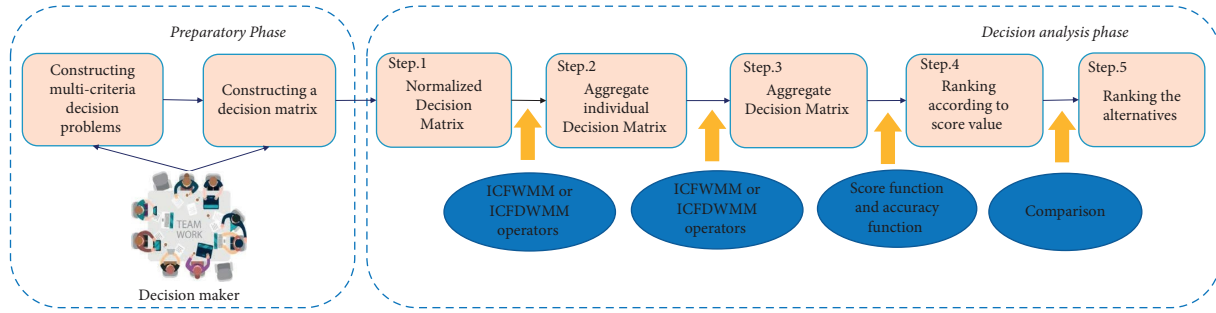 Preparatory Phase
Constructing
multi-criteria
decision
problems
Constructing a
decision matrix
TEAM
WORK
Decision maker
Decision analysis phase
Step.1
Normalized
Decision
Matrix
Step.2
Aggregate
individual
Decision Matrix
Step.3
Aggregate
Decision Matrix
Step.4
Ranking
according to
score value
Step.5
Ranking the
alternatives
ICFWMM or
ICFDWMM
operators
ICFWMM or
ICFDWMM
operators
Score function
and accuracy
function
Comparison